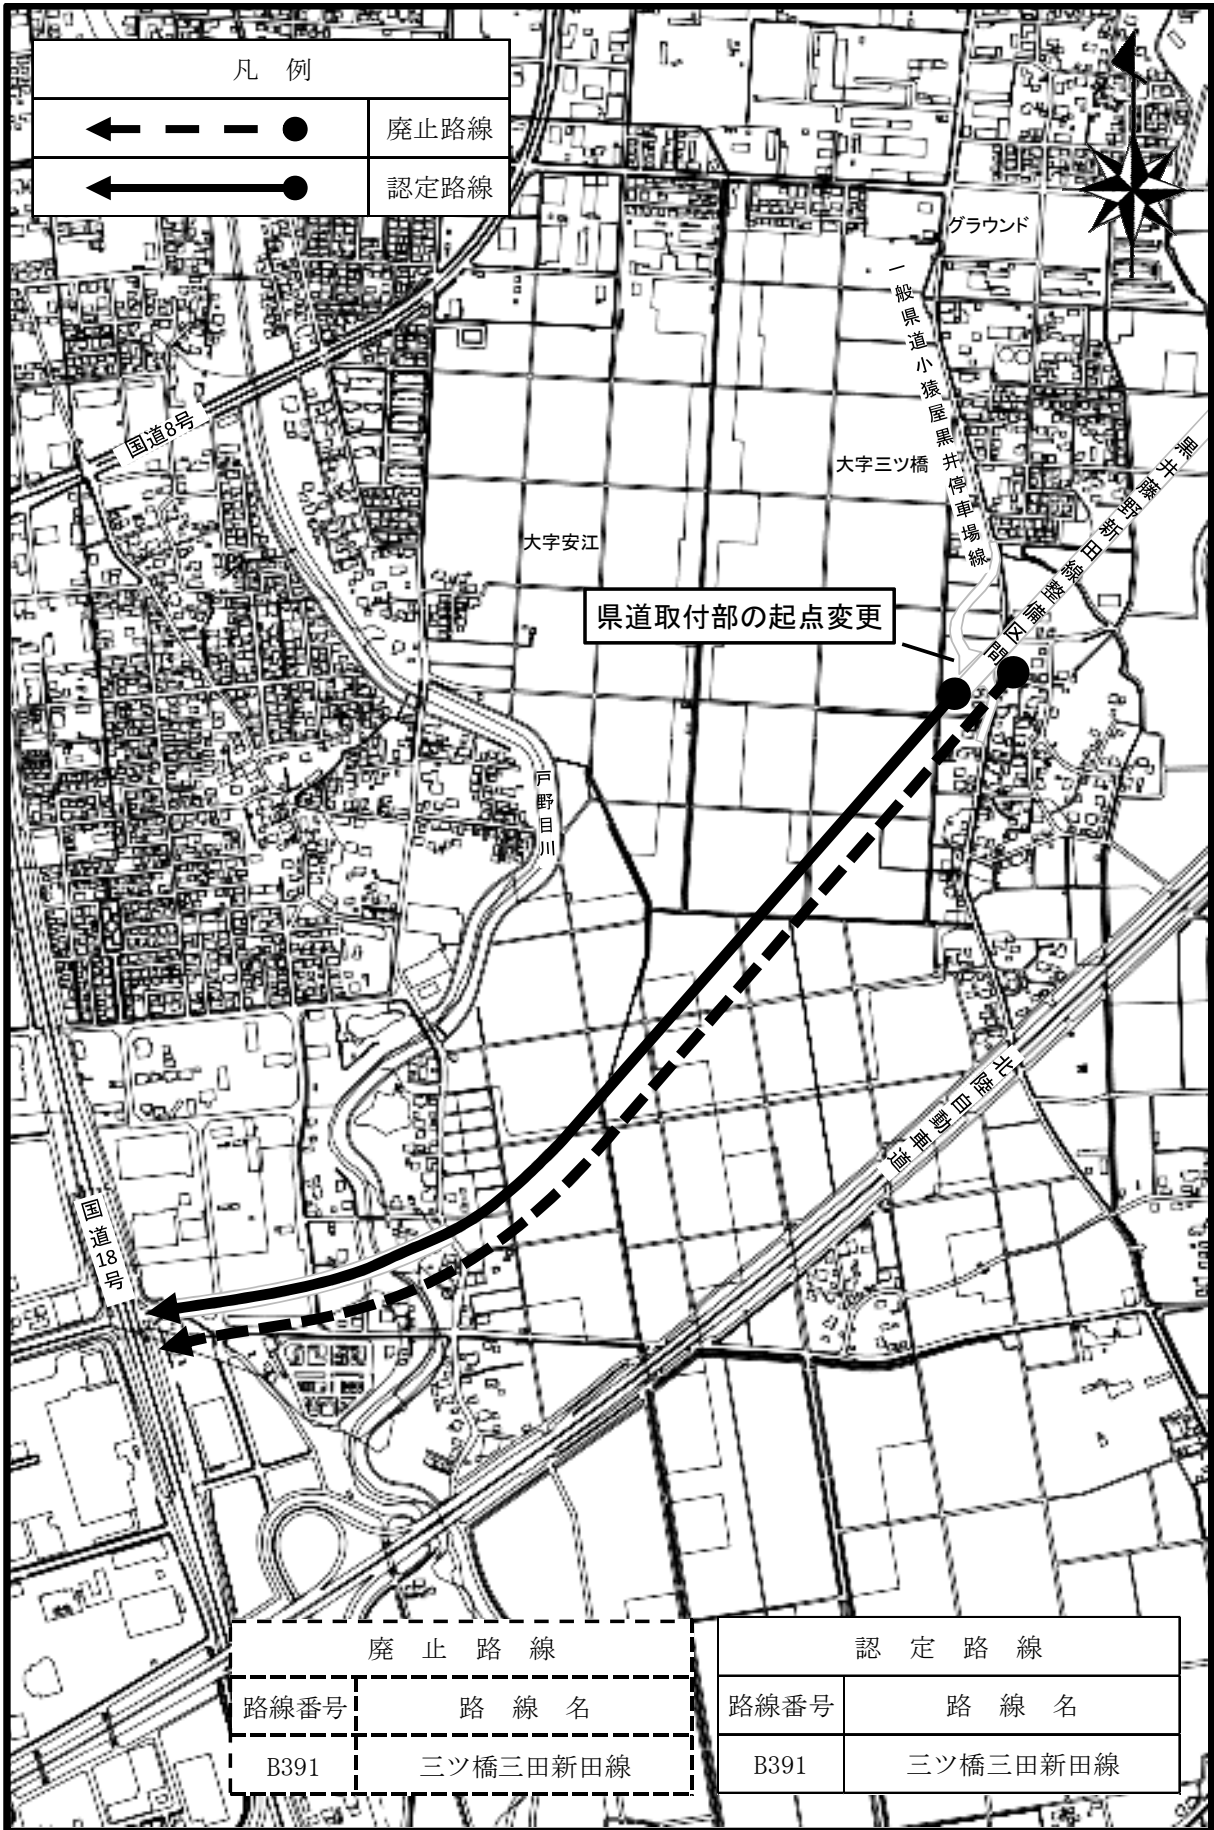 凡例
廃止路線
認定路線
グラウンド
一般県道小猿屋黒井停車場線
国道8号
大字三ツ橋
黒井藤野新田線整備区間
大字安江
県道取付部の起点変更
戸野目川
北陸自動車道
国道18号
廃止路線
路線番号 路線名
B391 三ツ橋三田新田線
認定路線
路線番号 路線名
B391 三ツ橋三田新田線